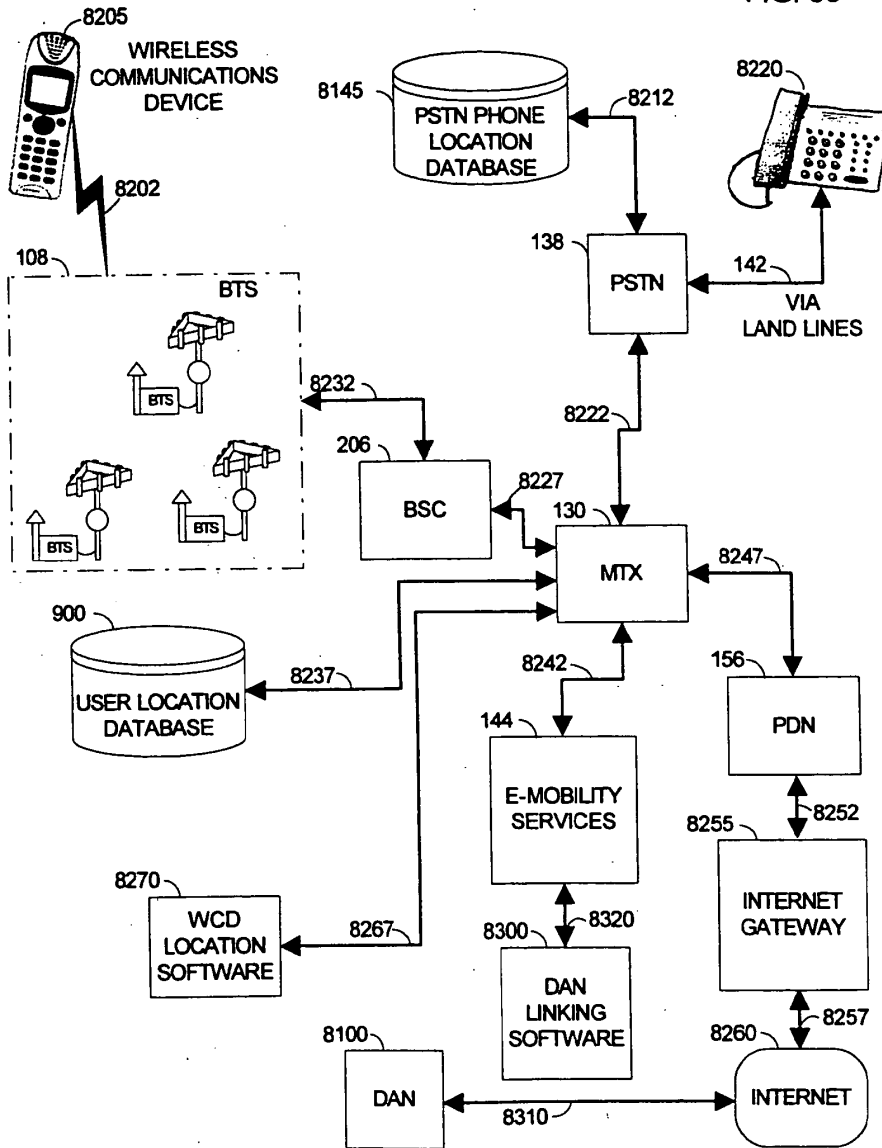 8205
WIRELESS
COMMUNICATIONS
DEVICE
8202
8145
PSTN PHONE
LOCATION
DATABASE
8212
8220
138
PSTN
142
VIA
LAND LINES
108
BTS
BTS
BTS
BTS
8232
206
BSC
8227
8222
130
MTX
8247
900
USER LOCATION
DATABASE
8237
8242
144
E-MOBILITY
SERVICES
156
PDN
8252
8255
INTERNET
GATEWAY
8270
WCD
LOCATION
SOFTWARE
8267
8320
8300
DAN
LINKING
SOFTWARE
8257
8260
INTERNET
8100
DAN
8310